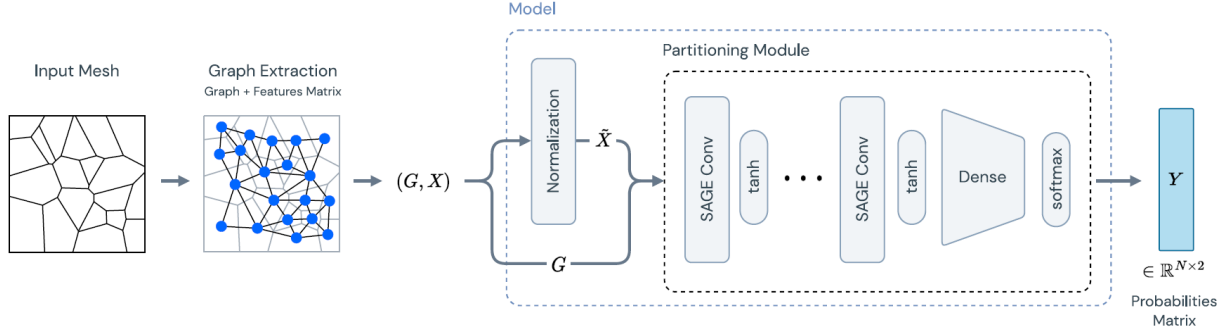 Model
Input Mesh
Graph Extraction
Graph + Features Matrix
(G, X)
Normalization
X̃
G
Partitioning Module
SAGE Conv
tanh
• • •
SAGE Conv
tanh
Dense
softmax
Y
∈ ℝ^{N×2}
Probabilities
Matrix